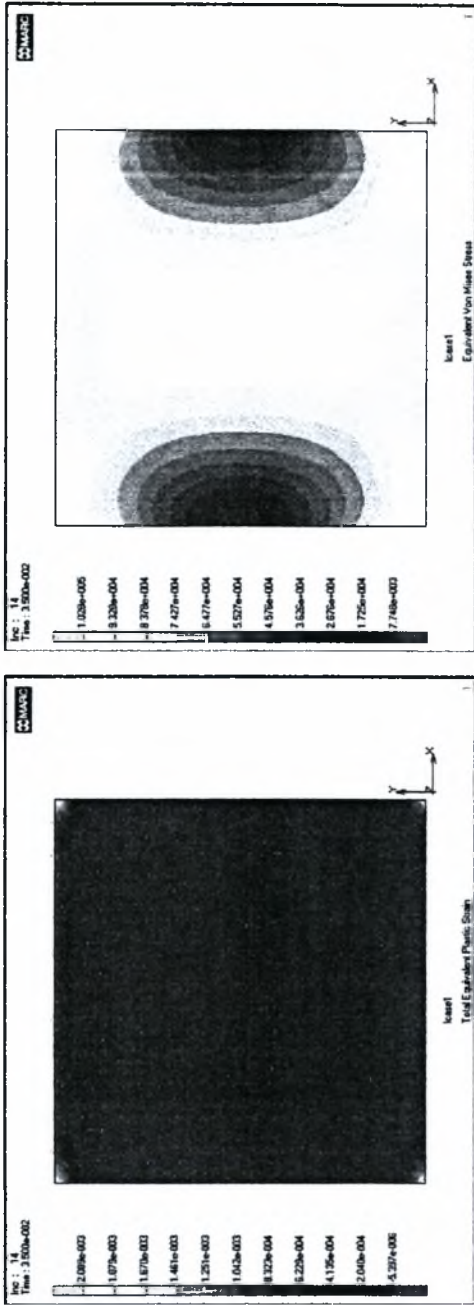 Inc : 14
Time : 3.500e-002
MARC
2.089e-003
1.879e-003
1.670e-003
1.461e-003
1.251e-003
1.042e-003
8.323e-004
6.229e-004
4.135e-004
2.040e-004
-5.397e-006
Y
Z X
lcase1
Total Equivalent Plastic Strain
1
Inc : 14
Time : 3.500e-002
MARC
1.028e+005
9.328e+004
8.378e+004
7.427e+004
6.477e+004
5.527e+004
4.576e+004
3.626e+004
2.676e+004
1.725e+004
7.748e+003
Y
Z X
lcase1
Equivalent Von Mises Stress
1